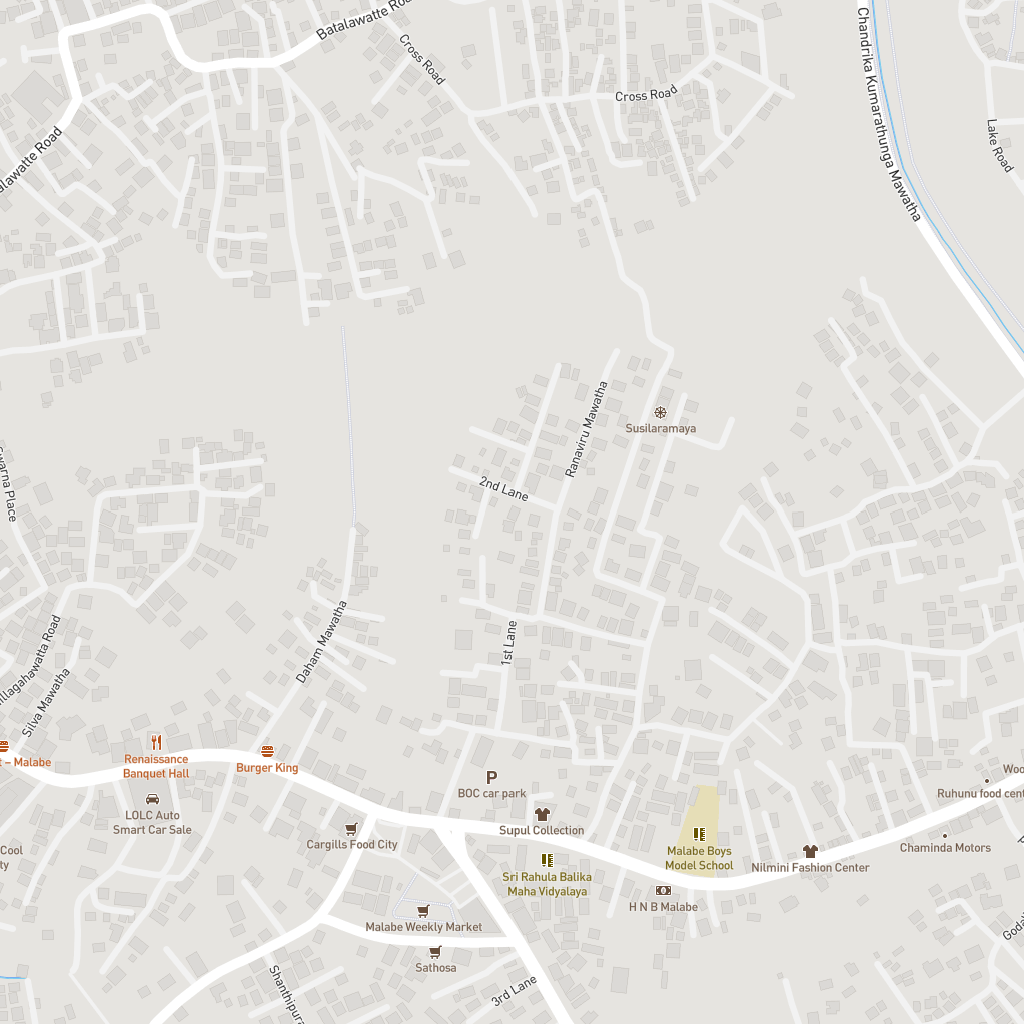 Batalawatte Road
Cross Road
Cross Road
Chandrika Kumarathunga Mawatha
Lake Road
alawatte Road
Susilaramaya
Ranaviru Mawatha
2nd Lane
Swarna Place
1st Lane
Daham Mawatha
illagahawatta Road
Silva Mawatha
t – Malabe
Renaissance
Banquet Hall
Burger King
LOLC Auto
Smart Car Sale
P
BOC car park
Supul Collection
Cargills Food City
Cool
ty
Sri Rahula Balika
Maha Vidyalaya
Malabe Boys
Model School
H N B Malabe
Nilmini Fashion Center
Woo
Ruhunu food cent
Chaminda Motors
P
Malabe Weekly Market
Sathosa
3rd Lane
Shanthipura
Goda